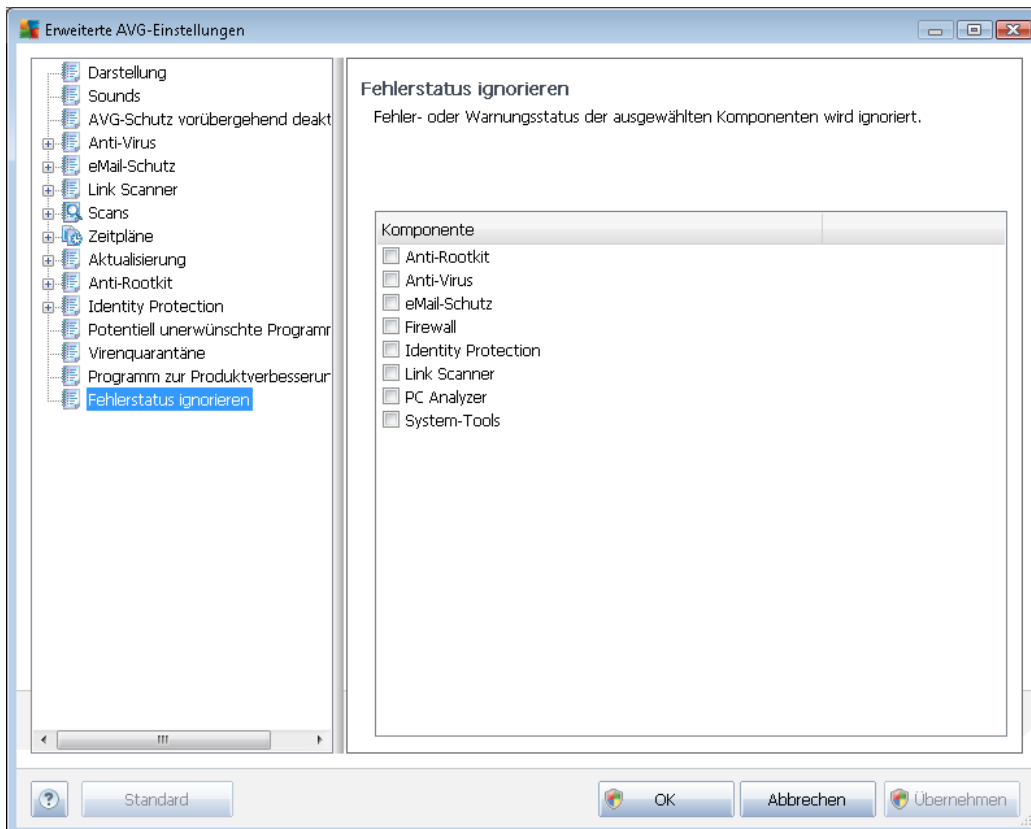 Erweiterte AVG-Einstellungen
Darstellung
Sounds
AVG-Schutz vorübergehend deakt
Anti-Virus
eMail-Schutz
Link Scanner
Scans
Zeitpläne
Aktualisierung
Anti-Rootkit
Identity Protection
Potentiell unerwünschte Programr
Virenquarantäne
Programm zur Produktverbesserur
Fehlerstatus ignorieren
Fehlerstatus ignorieren
Fehler- oder Warnungsstatus der ausgewählten Komponenten wird ignoriert.
Komponente
Anti-Rootkit
Anti-Virus
eMail-Schutz
Firewall
Identity Protection
Link Scanner
PC Analyzer
System-Tools
?
Standard
OK
Abbrechen
Übernehmen